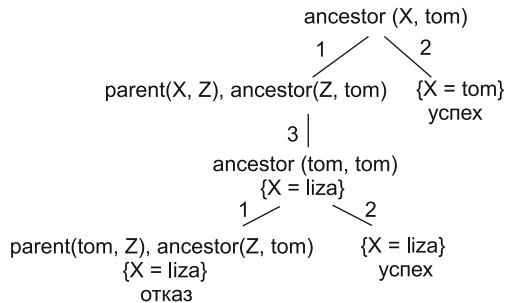 ancestor (X, tom)
1 2
parent(X, Z), ancestor(Z, tom) {X = tom}
успех
3
ancestor (tom, tom)
{X = liza}
1 2
parent(tom, Z), ancestor(Z, tom) {X = liza}
{X = liza} успех
отказ